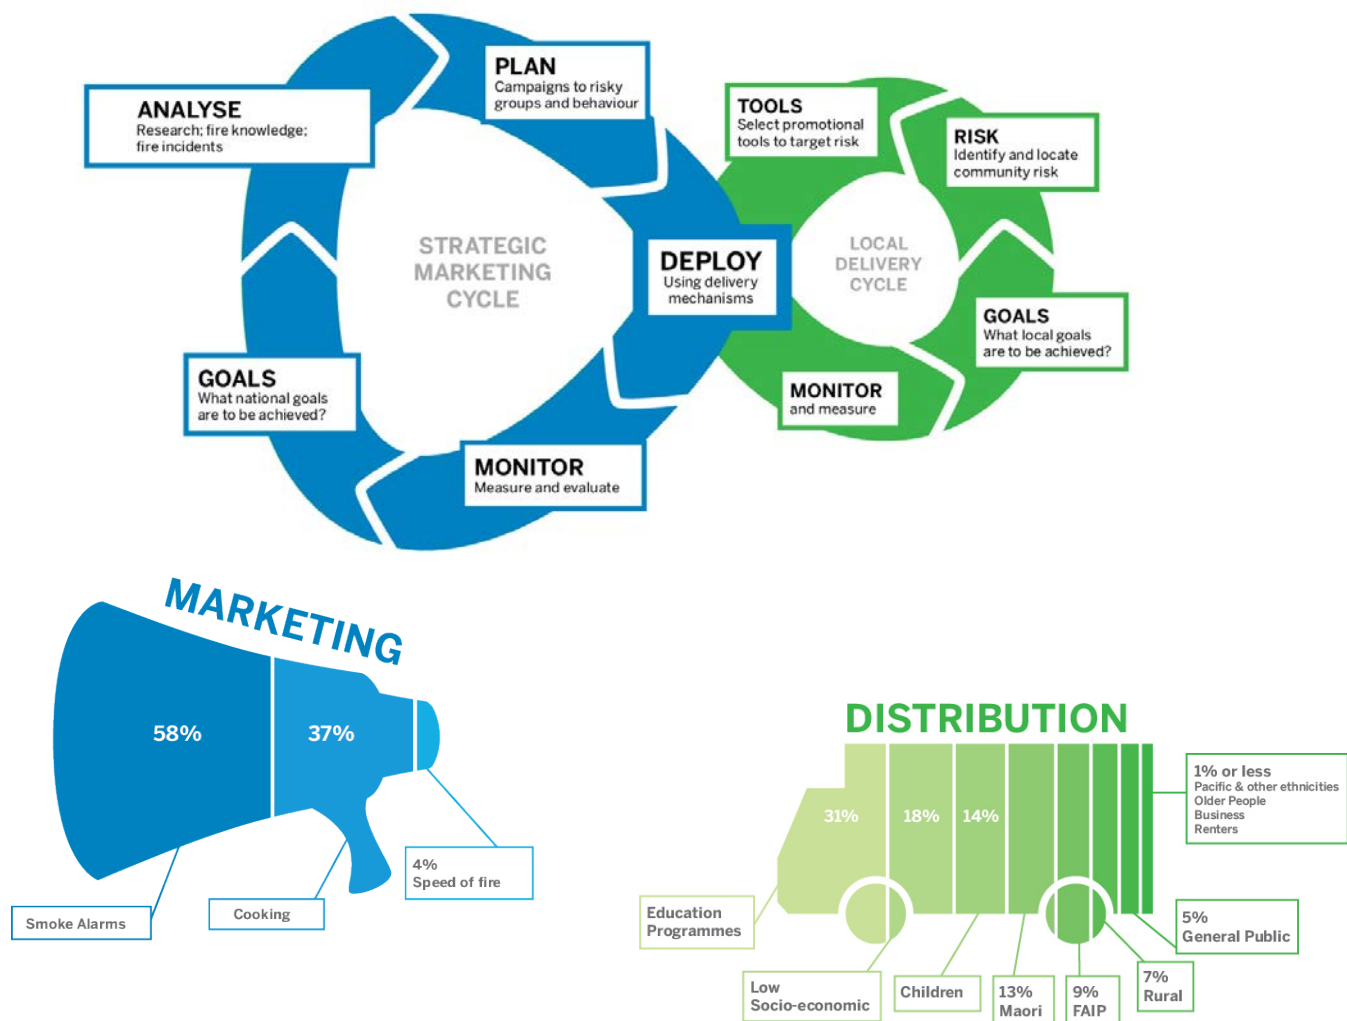 PLAN
Campaigns to risky
groups and behaviour
ANALYSE
Research; fire knowledge;
fire incidents
TOOLS
Select promotional
tools to target risk
RISK
Identify and locate
community risk
STRATEGIC
MARKETING
CYCLE
DEPLOY
Using delivery
mechanisms
LOCAL
DELIVERY
CYCLE
GOALS
What local goals
are to be achieved?
GOALS
What national goals
are to be achieved?
MONITOR
and measure
MONITOR
Measure and evaluate
MARKETING
58%
37%
4%
Speed of fire
Cooking
Smoke Alarms
DISTRIBUTION
31%
18%
14%
1% or less
Pacific & other ethnicities
Older People
Business
Renters
Education
Programmes
5%
General Public
Low
Socio-economic
Children
13%
Maori
9%
FAIP
7%
Rural